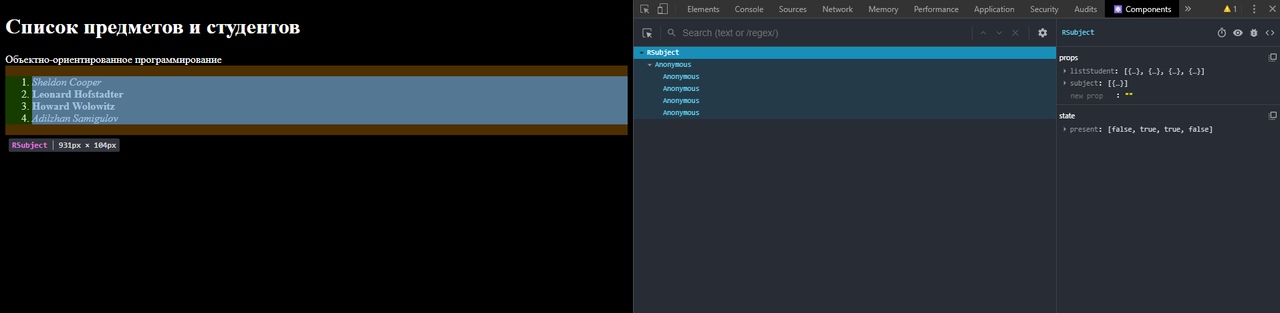 Список предметов и студентов
Объектно-ориентированное программирование
1. Sheldon Cooper
2. Leonard Hofstadter
3. Howard Wolowitz
4. Adilzhan Samigulov
RSubject | 931px × 104px
Elements Console Sources Network Memory Performance Application Security Audits Components » 1
Search (text or /regex/)
RSubject
Anonymous
Anonymous
Anonymous
Anonymous
Anonymous
RSubject
props
listStudent: [{…}, {…}, {…}, {…}]
subject: [{…}]
new prop : ""
state
present: [false, true, true, false]